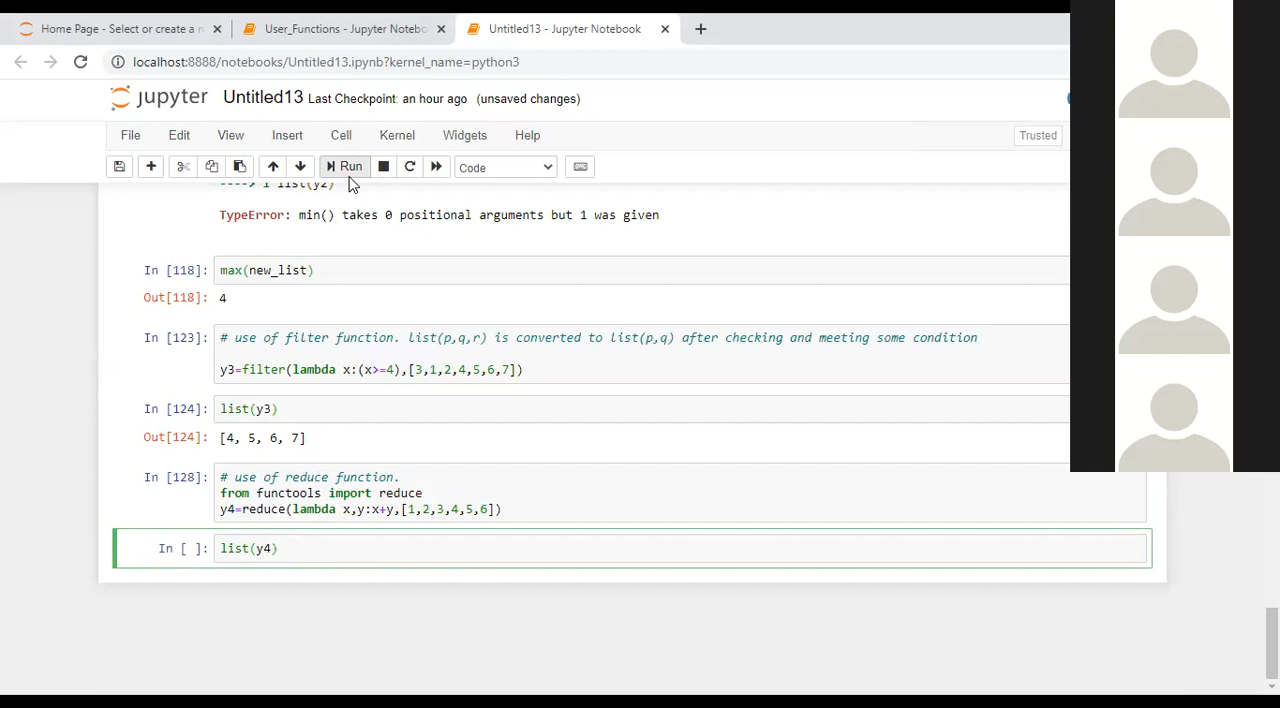 Home Page - Select or create a n
User_Functions - Jupyter Notebo
Untitled13 - Jupyter Notebook
localhost:8888/notebooks/Untitled13.ipynb?kernel_name=python3
jupyter Untitled13 Last Checkpoint: an hour ago (unsaved changes)
File Edit View Insert Cell Kernel Widgets Help Trusted
Run Code
----> 1 list(y2)
TypeError: min() takes 0 positional arguments but 1 was given
In [118]: max(new_list)
Out[118]: 4
In [123]: # use of filter function. list(p,q,r) is converted to list(p,q) after checking and meeting some condition
y3=filter(lambda x:(x>=4),[3,1,2,4,5,6,7])
In [124]: list(y3)
Out[124]: [4, 5, 6, 7]
In [128]: # use of reduce function.
from functools import reduce
y4=reduce(lambda x,y:x+y,[1,2,3,4,5,6])
In [ ]: list(y4)